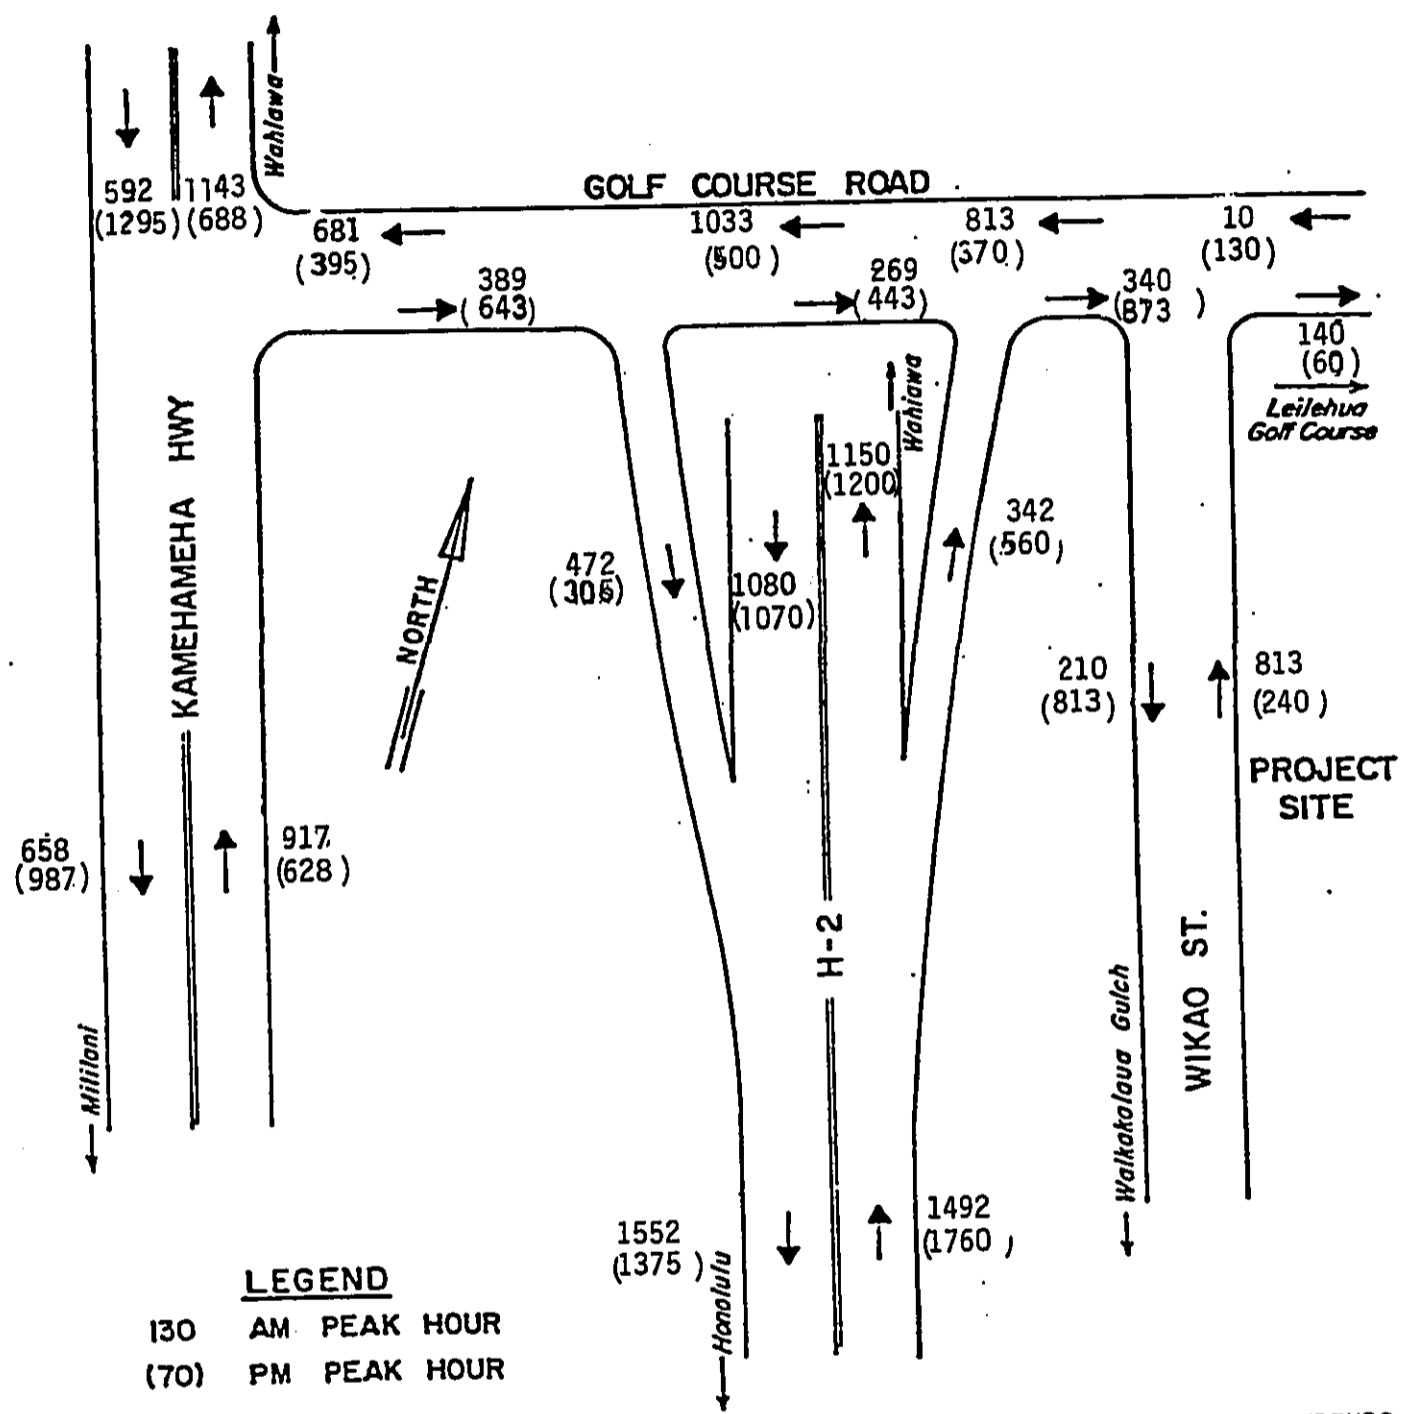 Wahiawa
592
(1295)
1143
(688)
GOLF COURSE ROAD
681
(395)
1033
(500)
813
(370)
10
(130)
389
(643)
269
(443)
340
(873)
140
(60)
Leilehua
Golf Course
KAMEHAMEHA HWY
NORTH
Wahiawa
1150
(1200)
472
(305)
1080
(1070)
342
(560)
210
(813)
813
(240)
PROJECT
SITE
658
(987)
917
(628)
H-2
WIKAO ST.
Waikakalaua Gulch
Mililani
1552
(1375)
1492
(1760)
Honolulu
LEGEND
130 AM PEAK HOUR
(70) PM PEAK HOUR